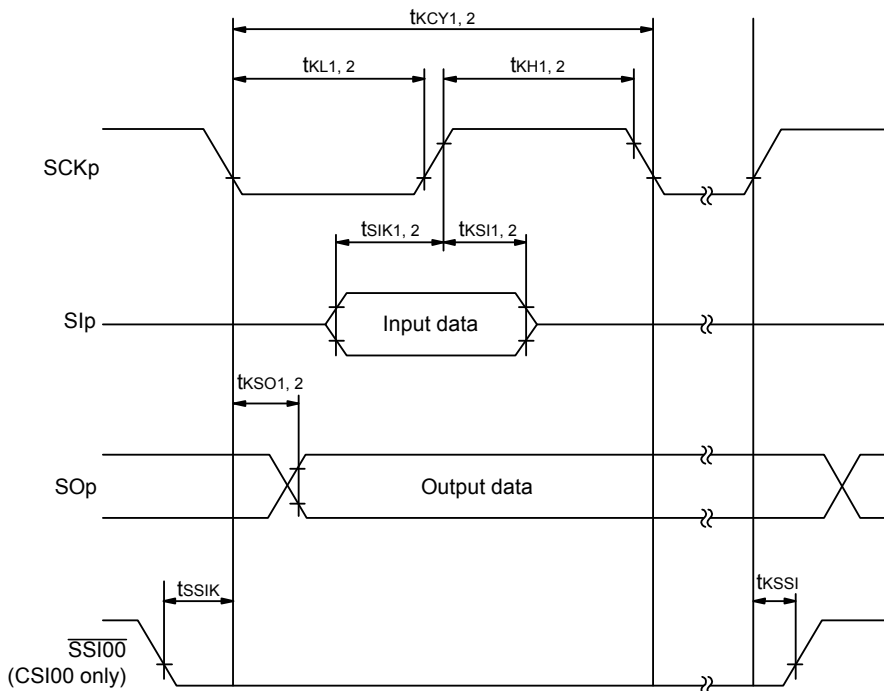 tKCY1, 2
tKL1, 2
tKH1, 2
SCKp
tSIK1, 2
tKSI1, 2
SIp
Input data
tKSO1, 2
SOp
Output data
tSSIK
tKSSI
SSI00
(CSI00 only)